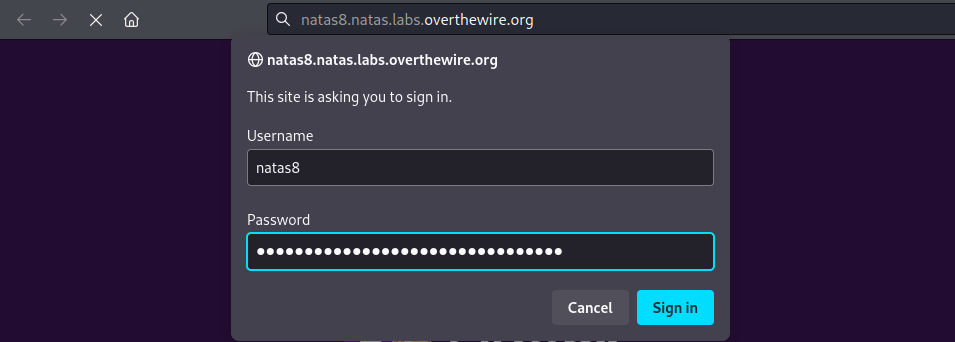 natas8.natas.labs.overthewire.org
natas8.natas.labs.overthewire.org
This site is asking you to sign in.
Username
natas8
Password
●●●●●●●●●●●●●●●●●●●●●●●●●●●●●●●●
Cancel Sign in